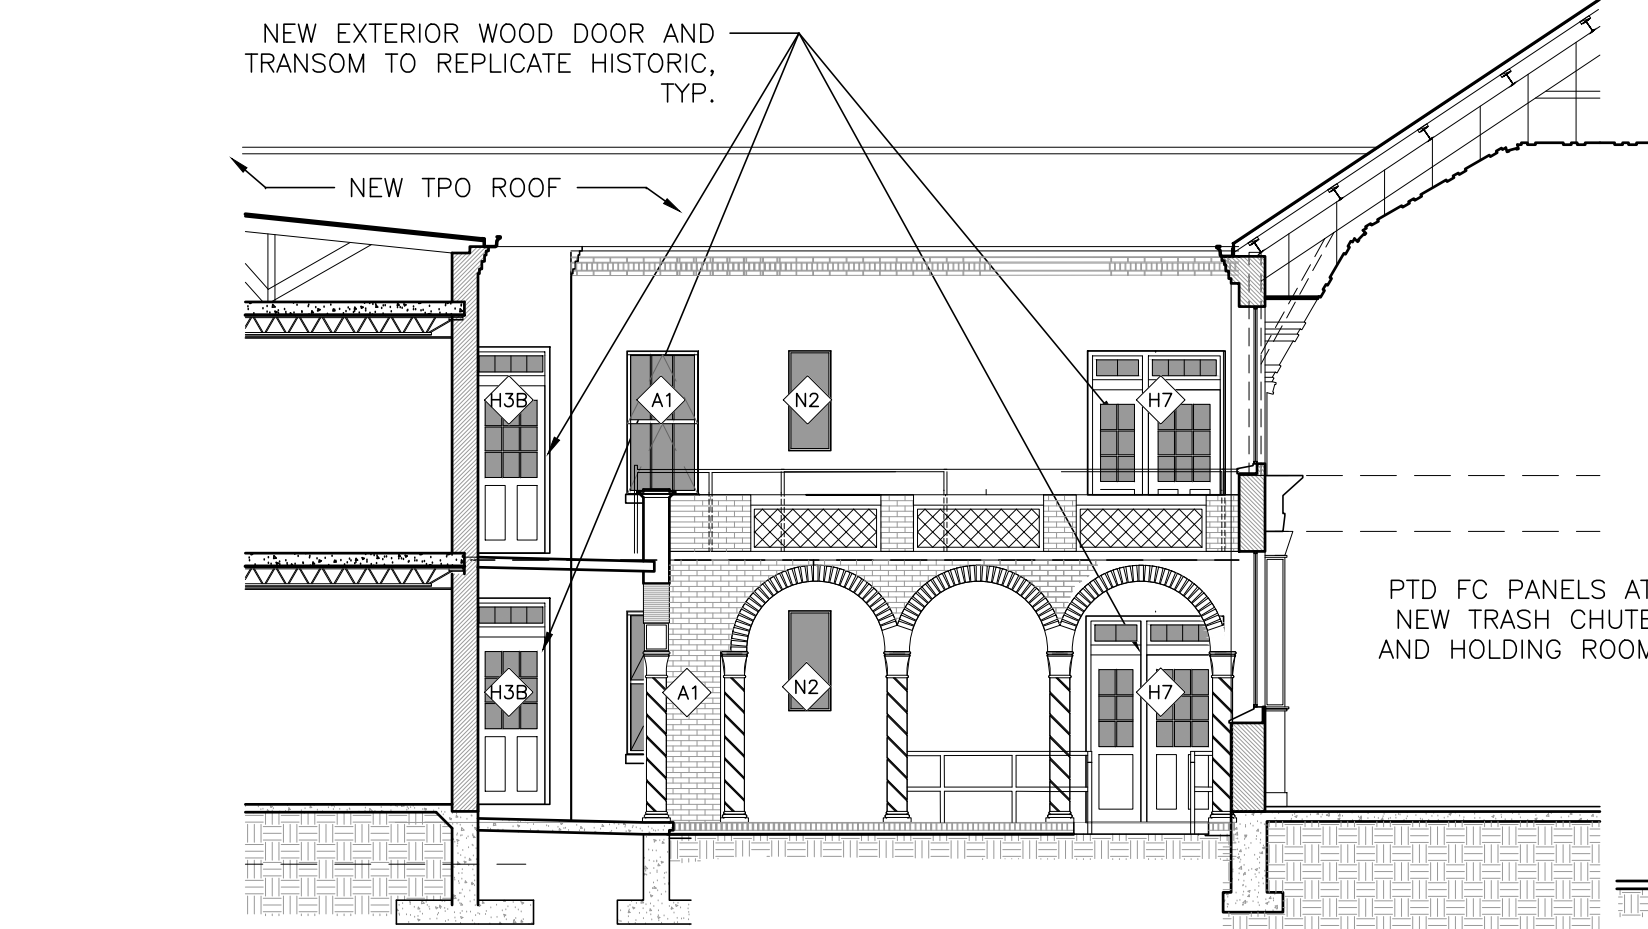 NEW EXTERIOR WOOD DOOR AND
TRANSOM TO REPLICATE HISTORIC,
TYP.
NEW TPO ROOF
H3B
A1
N2
H7
PTD FC PANELS AT
NEW TRASH CHUTE
AND HOLDING ROOM
H3B
A1
N2
H7